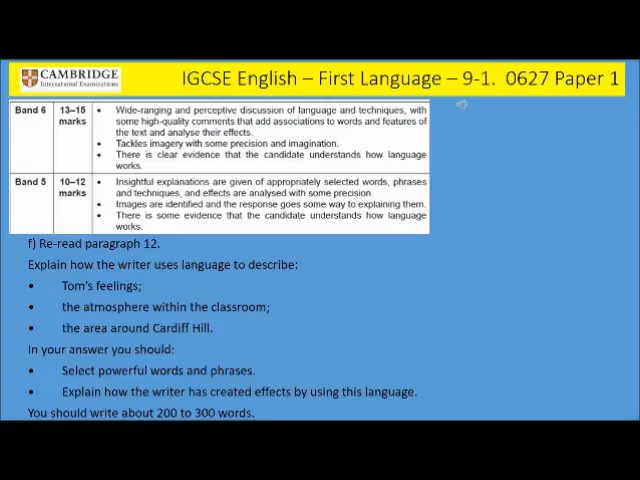 CAMBRIDGE
International Examinations
IGCSE English – First Language – 9-1. 0627 Paper 1
Band 6
13–15
marks
• Wide-ranging and perceptive discussion of language and techniques, with
some high-quality comments that add associations to words and features of
the text and analyse their effects.
• Tackles imagery with some precision and imagination.
• There is clear evidence that the candidate understands how language
works.
Band 5
10–12
marks
• Insightful explanations are given of appropriately selected words, phrases
and techniques, and effects are analysed with some precision.
• Images are identified and the response goes some way to explaining them.
• There is some evidence that the candidate understands how language
works.
f) Re-read paragraph 12.
Explain how the writer uses language to describe:
• Tom's feelings;
• the atmosphere within the classroom;
• the area around Cardiff Hill.
In your answer you should:
• Select powerful words and phrases.
• Explain how the writer has created effects by using this language.
You should write about 200 to 300 words.